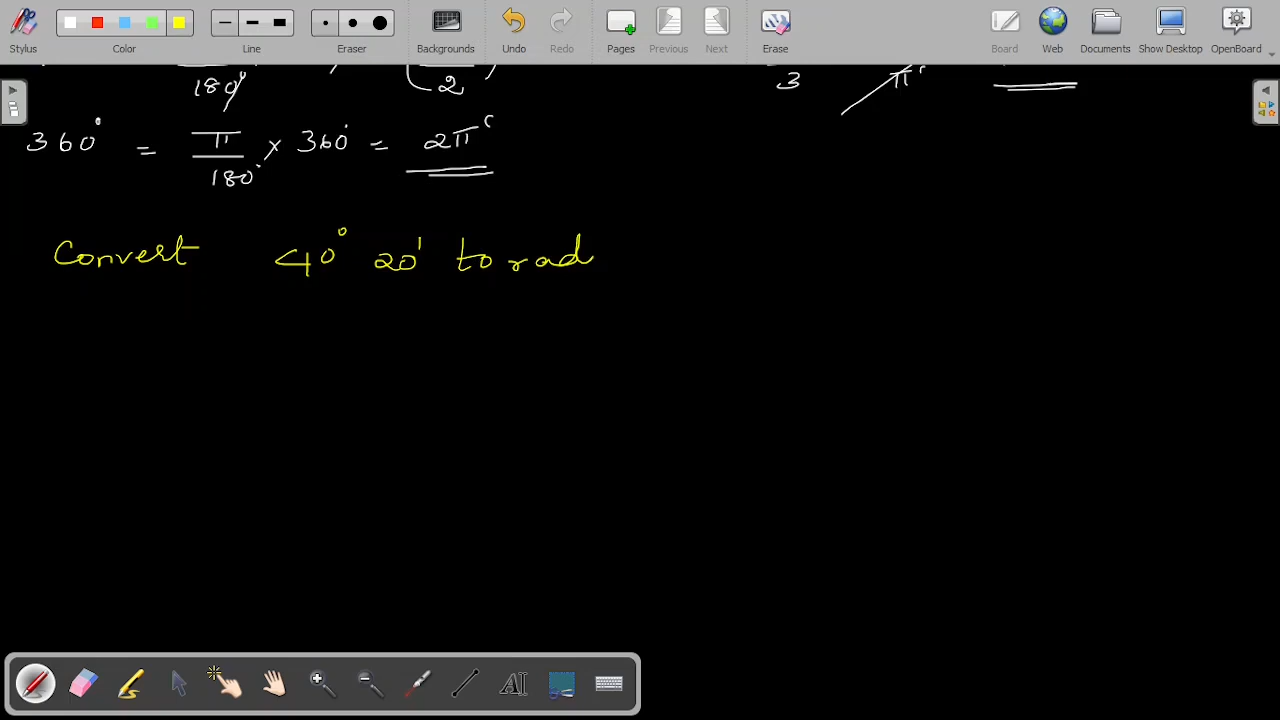 Stylus Color Line Eraser Backgrounds Undo Redo Pages Previous Next Erase Board Web Documents Show Desktop OpenBoard
180° 2 3 π
360° = π/180° × 360° = 2πᶜ
Convert 40° 20' to rad